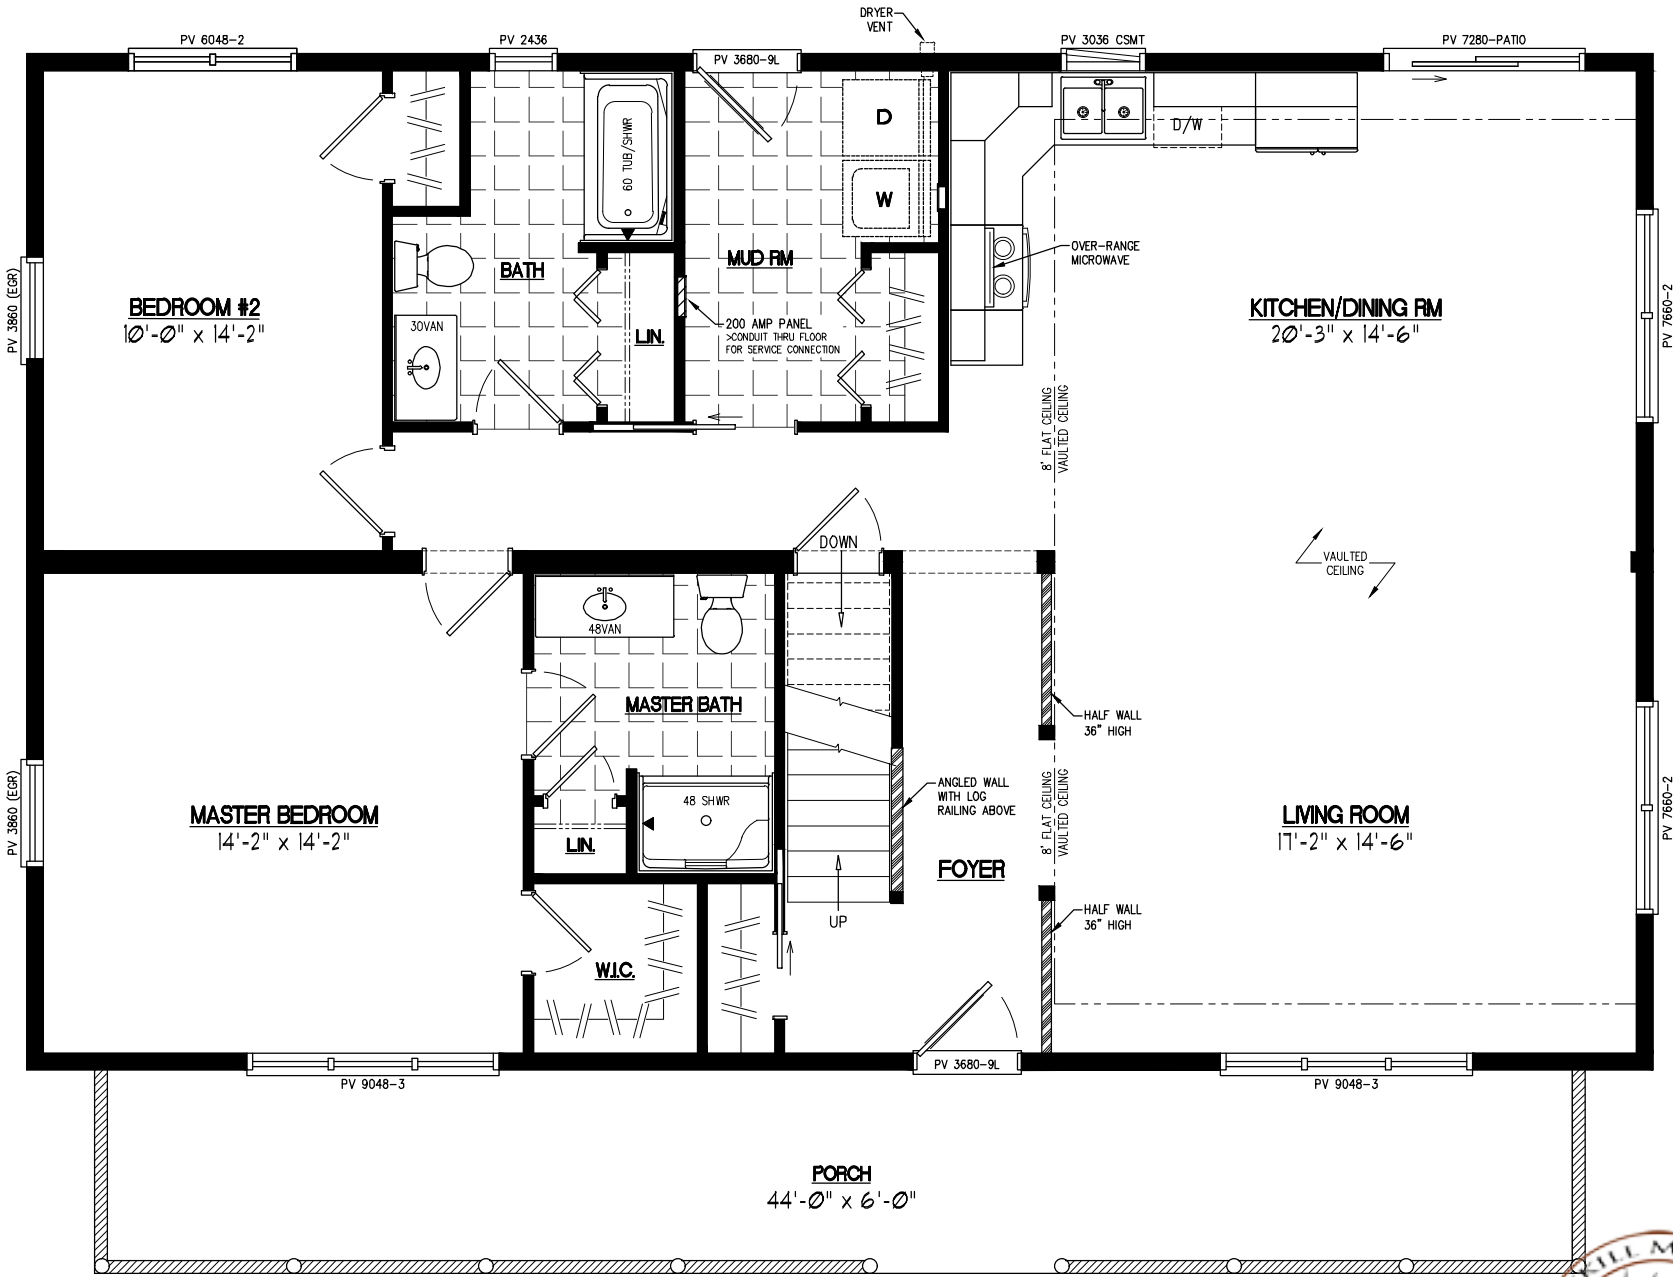 DRYER
VENT
PV 6048-2
PV 2436
PV 3680-9L
PV 3036 CSMT
PV 7280-PATIO
D
W
60 TUB/SHWR
D/W
BATH
MUD RM
OVER-RANGE
MICROWAVE
PV 3860 (EGR)
BEDROOM #2
10'-0" x 14'-2"
30VAN
LIN.
200 AMP PANEL
>CONDUIT THRU FLOOR
FOR SERVICE CONNECTION
KITCHEN/DINING RM
20'-3" x 14'-6"
PV 7660-2
8' FLAT CEILING
VAULTED CEILING
DOWN
VAULTED
CEILING
48VAN
MASTER BATH
HALF WALL
36" HIGH
PV 3860 (EGR)
MASTER BEDROOM
14'-2" x 14'-2"
48 SHWR
LIN.
ANGLED WALL
WITH LOG
RAILING ABOVE
8' FLAT CEILING
VAULTED CEILING
LIVING ROOM
17'-2" x 14'-6"
PV 7660-2
FOYER
UP
HALF WALL
36" HIGH
W.I.C.
PV 9048-3
PV 3680-9L
PV 9048-3
PORCH
44'-0" x 6'-0"